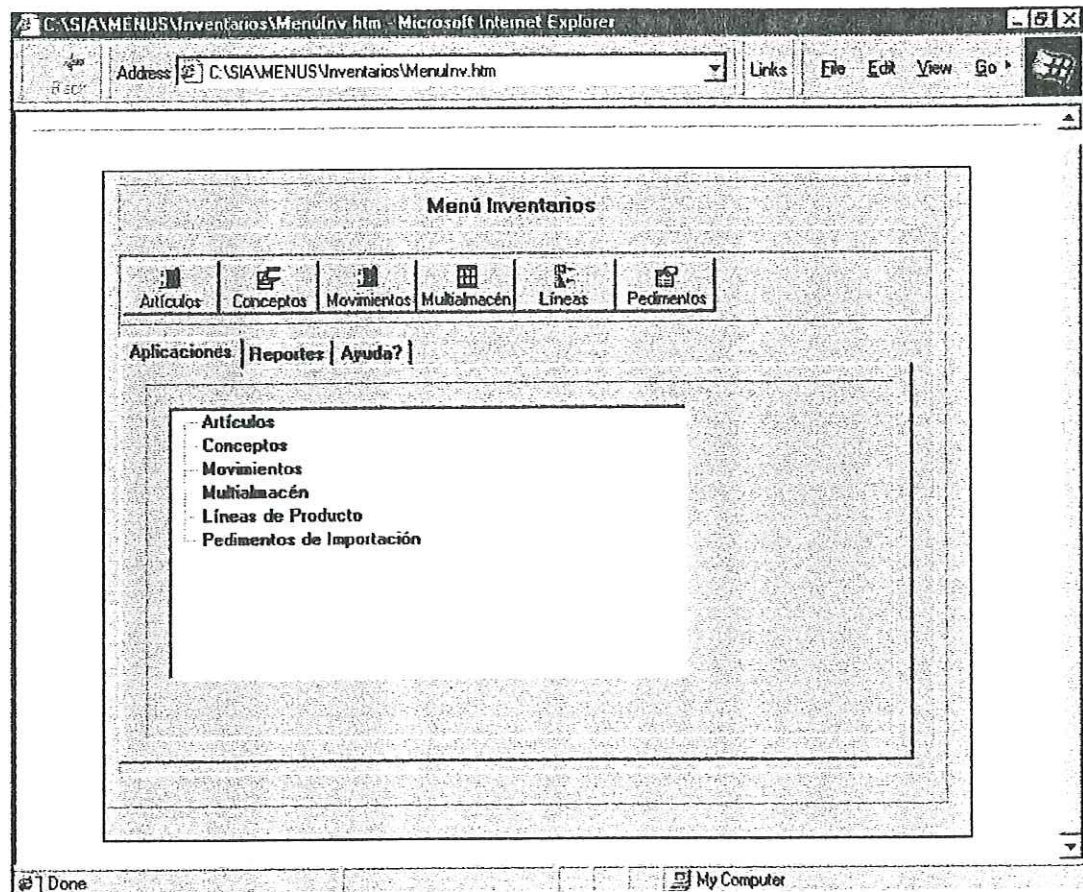 C:\SIA\MENUS\Inventarios\MenuInv.htm - Microsoft Internet Explorer
Back
Address C:\SIA\MENUS\Inventarios\MenuInv.htm Links File Edit View Go
Menú Inventarios
Artículos Conceptos Movimientos Multialmacén Líneas Pedimentos
Aplicaciones Reportes Ayuda?
Artículos
Conceptos
Movimientos
Multialmacén
Líneas de Producto
Pedimentos de Importación
Done My Computer